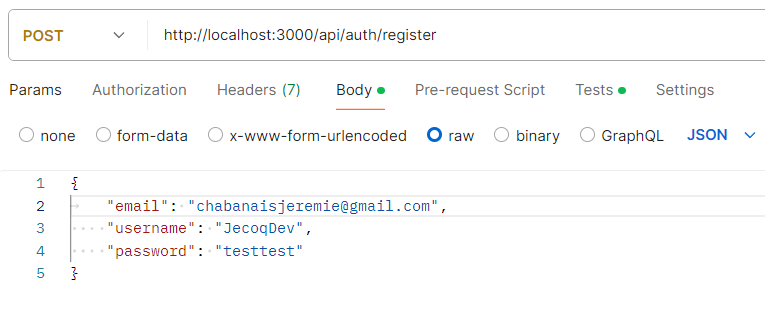 POST http://localhost:3000/api/auth/register
Params Authorization Headers (7) Body Pre-request Script Tests Settings
none form-data x-www-form-urlencoded raw binary GraphQL JSON
1 {
2 "email": "chabanaisjeremie@gmail.com",
3 "username": "JecoqDev",
4 "password": "testtest"
5 }